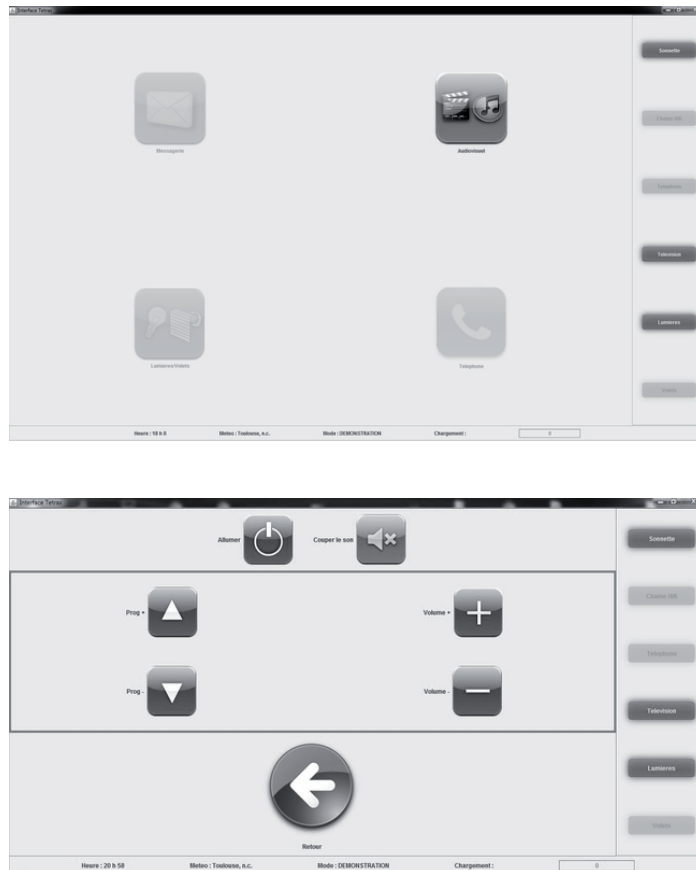 Interface Tetrax
Sonnette
Chaine Hifi
Messagerie
Audiovisuel
Telephone
Television
Lumieres
Lumieres/Volets
Telephone
Volets
Heure : 18 h 8 Meteo : Toulouse, n.c. Mode : DEMONSTRATION Chargement : 0
Interface Tetrax
Allumer Couper le son
Sonnette
Chaine Hifi
Prog + Volume +
Telephone
Prog - Volume -
Television
Lumieres
Volets
Retour
Heure : 20 h 58 Meteo : Toulouse, n.c. Mode : DEMONSTRATION Chargement : 0